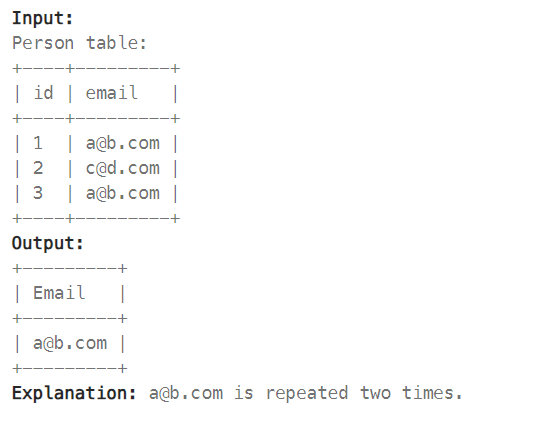 Input:
Person table:
+----+---------+
| id | email   |
+----+---------+
| 1  | a@b.com |
| 2  | c@d.com |
| 3  | a@b.com |
+----+---------+
Output:
+---------+
| Email   |
+---------+
| a@b.com |
+---------+
Explanation: a@b.com is repeated two times.